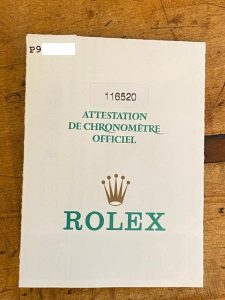 P9
116520
ATTESTATION
DE CHRONOMÈTRE
OFFICIEL
ROLEX